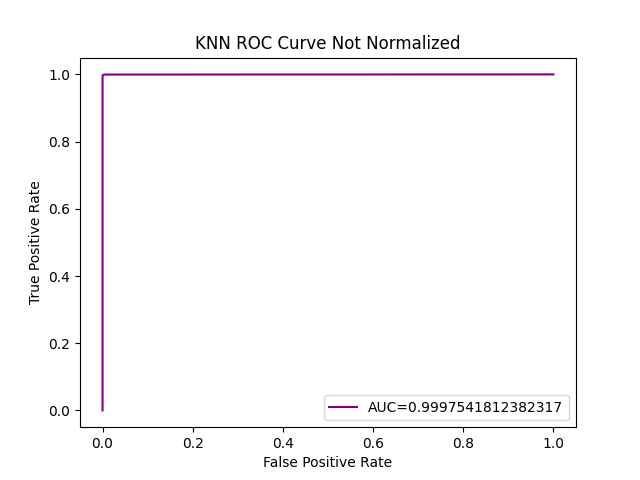 KNN ROC Curve Not Normalized
True Positive Rate
1.0
0.8
0.6
0.4
0.2
0.0
AUC=0.9997541812382317
0.0 0.2 0.4 0.6 0.8 1.0
False Positive Rate